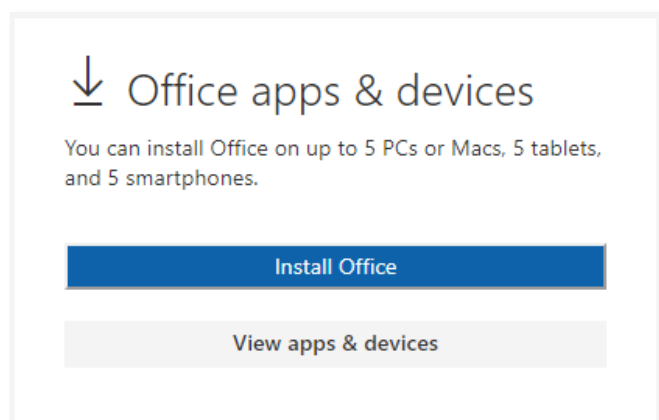 Office apps & devices
You can install Office on up to 5 PCs or Macs, 5 tablets,
and 5 smartphones.
Install Office
View apps & devices